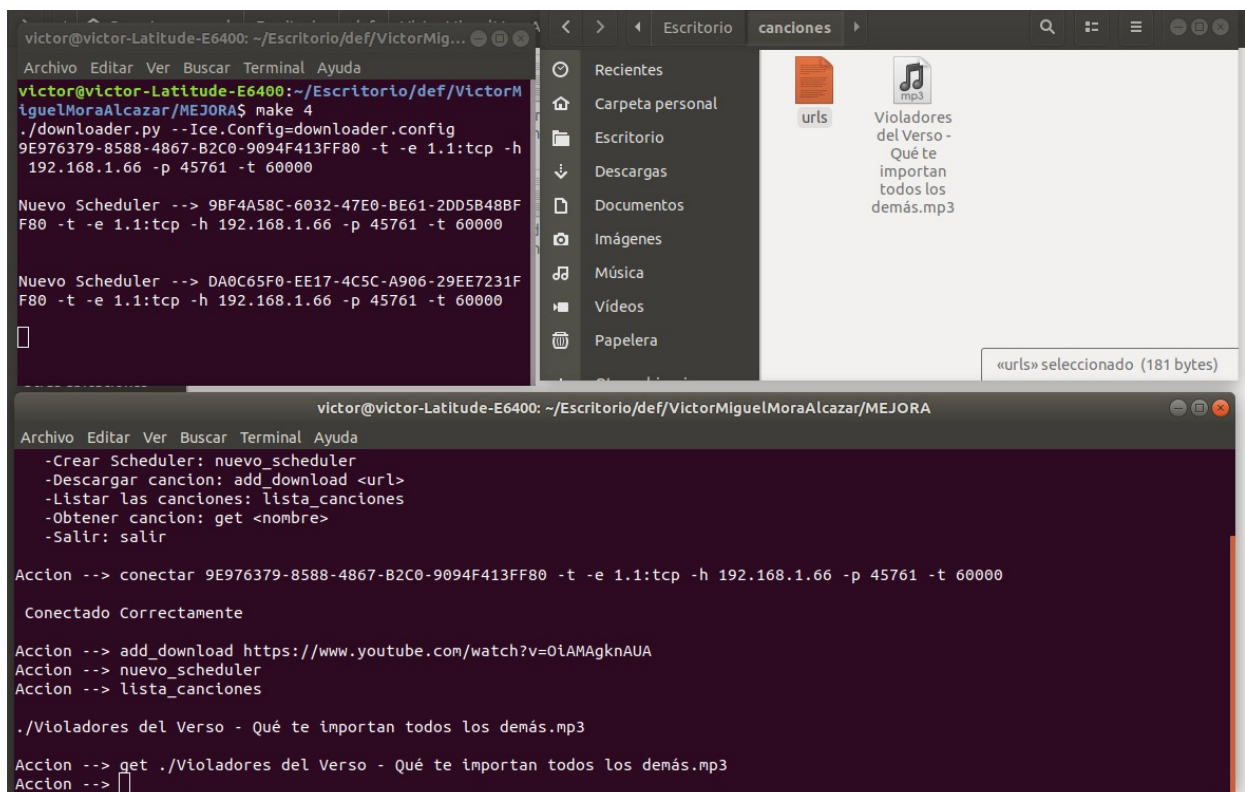 victor@victor-Latitude-E6400: ~/Escritorio/def/VictorMig...
Archivo Editar Ver Buscar Terminal Ayuda
victor@victor-Latitude-E6400:~/Escritorio/def/VictorM
iguelMoraAlcazar/MEJORA$ make 4
./downloader.py --Ice.Config=downloader.config
9E976379-8588-4867-B2C0-9094F413FF80 -t -e 1.1:tcp -h
192.168.1.66 -p 45761 -t 60000
Nuevo Scheduler --> 9BF4A58C-6032-47E0-BE61-2DD5B48BF
F80 -t -e 1.1:tcp -h 192.168.1.66 -p 45761 -t 60000
Nuevo Scheduler --> DA0C65F0-EE17-4C5C-A906-29EE7231F
F80 -t -e 1.1:tcp -h 192.168.1.66 -p 45761 -t 60000
Escritorio
canciones
Recientes
Carpeta personal
Escritorio
Descargas
Documentos
Imágenes
Música
Vídeos
Papelera
urls
mp3
Violadores
del Verso -
Qué te
importan
todos los
demás.mp3
«urls» seleccionado (181 bytes)
victor@victor-Latitude-E6400: ~/Escritorio/def/VictorMiguelMoraAlcazar/MEJORA
Archivo Editar Ver Buscar Terminal Ayuda
-Crear Scheduler: nuevo_scheduler
-Descargar cancion: add_download <url>
-Listar las canciones: lista_canciones
-Obtener cancion: get <nombre>
-Salir: salir
Accion --> conectar 9E976379-8588-4867-B2C0-9094F413FF80 -t -e 1.1:tcp -h 192.168.1.66 -p 45761 -t 60000
Conectado Correctamente
Accion --> add_download https://www.youtube.com/watch?v=OiAMAgknAUA
Accion --> nuevo_scheduler
Accion --> lista_canciones
./Violadores del Verso - Qué te importan todos los demás.mp3
Accion --> get ./Violadores del Verso - Qué te importan todos los demás.mp3
Accion -->